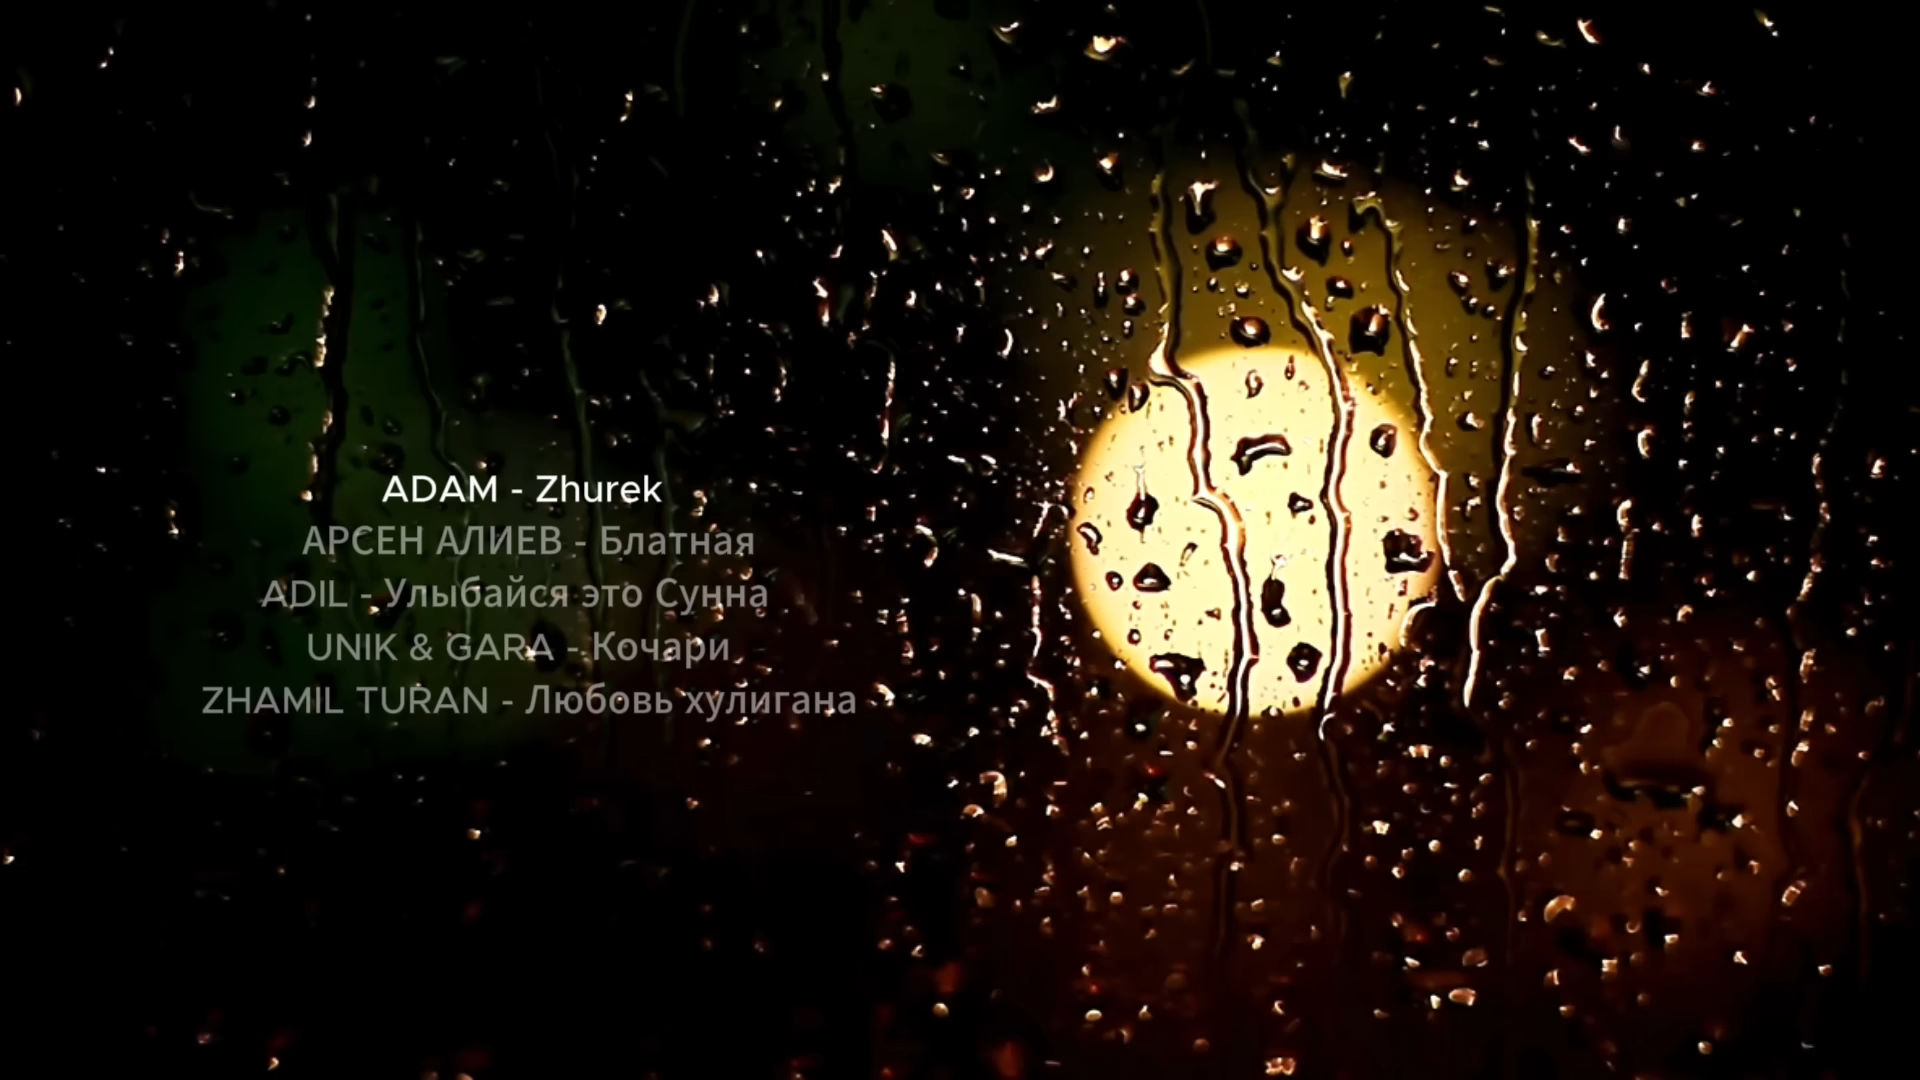 ADAM - Zhurek
АРСЕН АЛИЕВ - Блатная
ADIL - Улыбайся это Сунна
UNIK & GARA - Кочари
ZHAMIL TURAN - Любовь хулигана